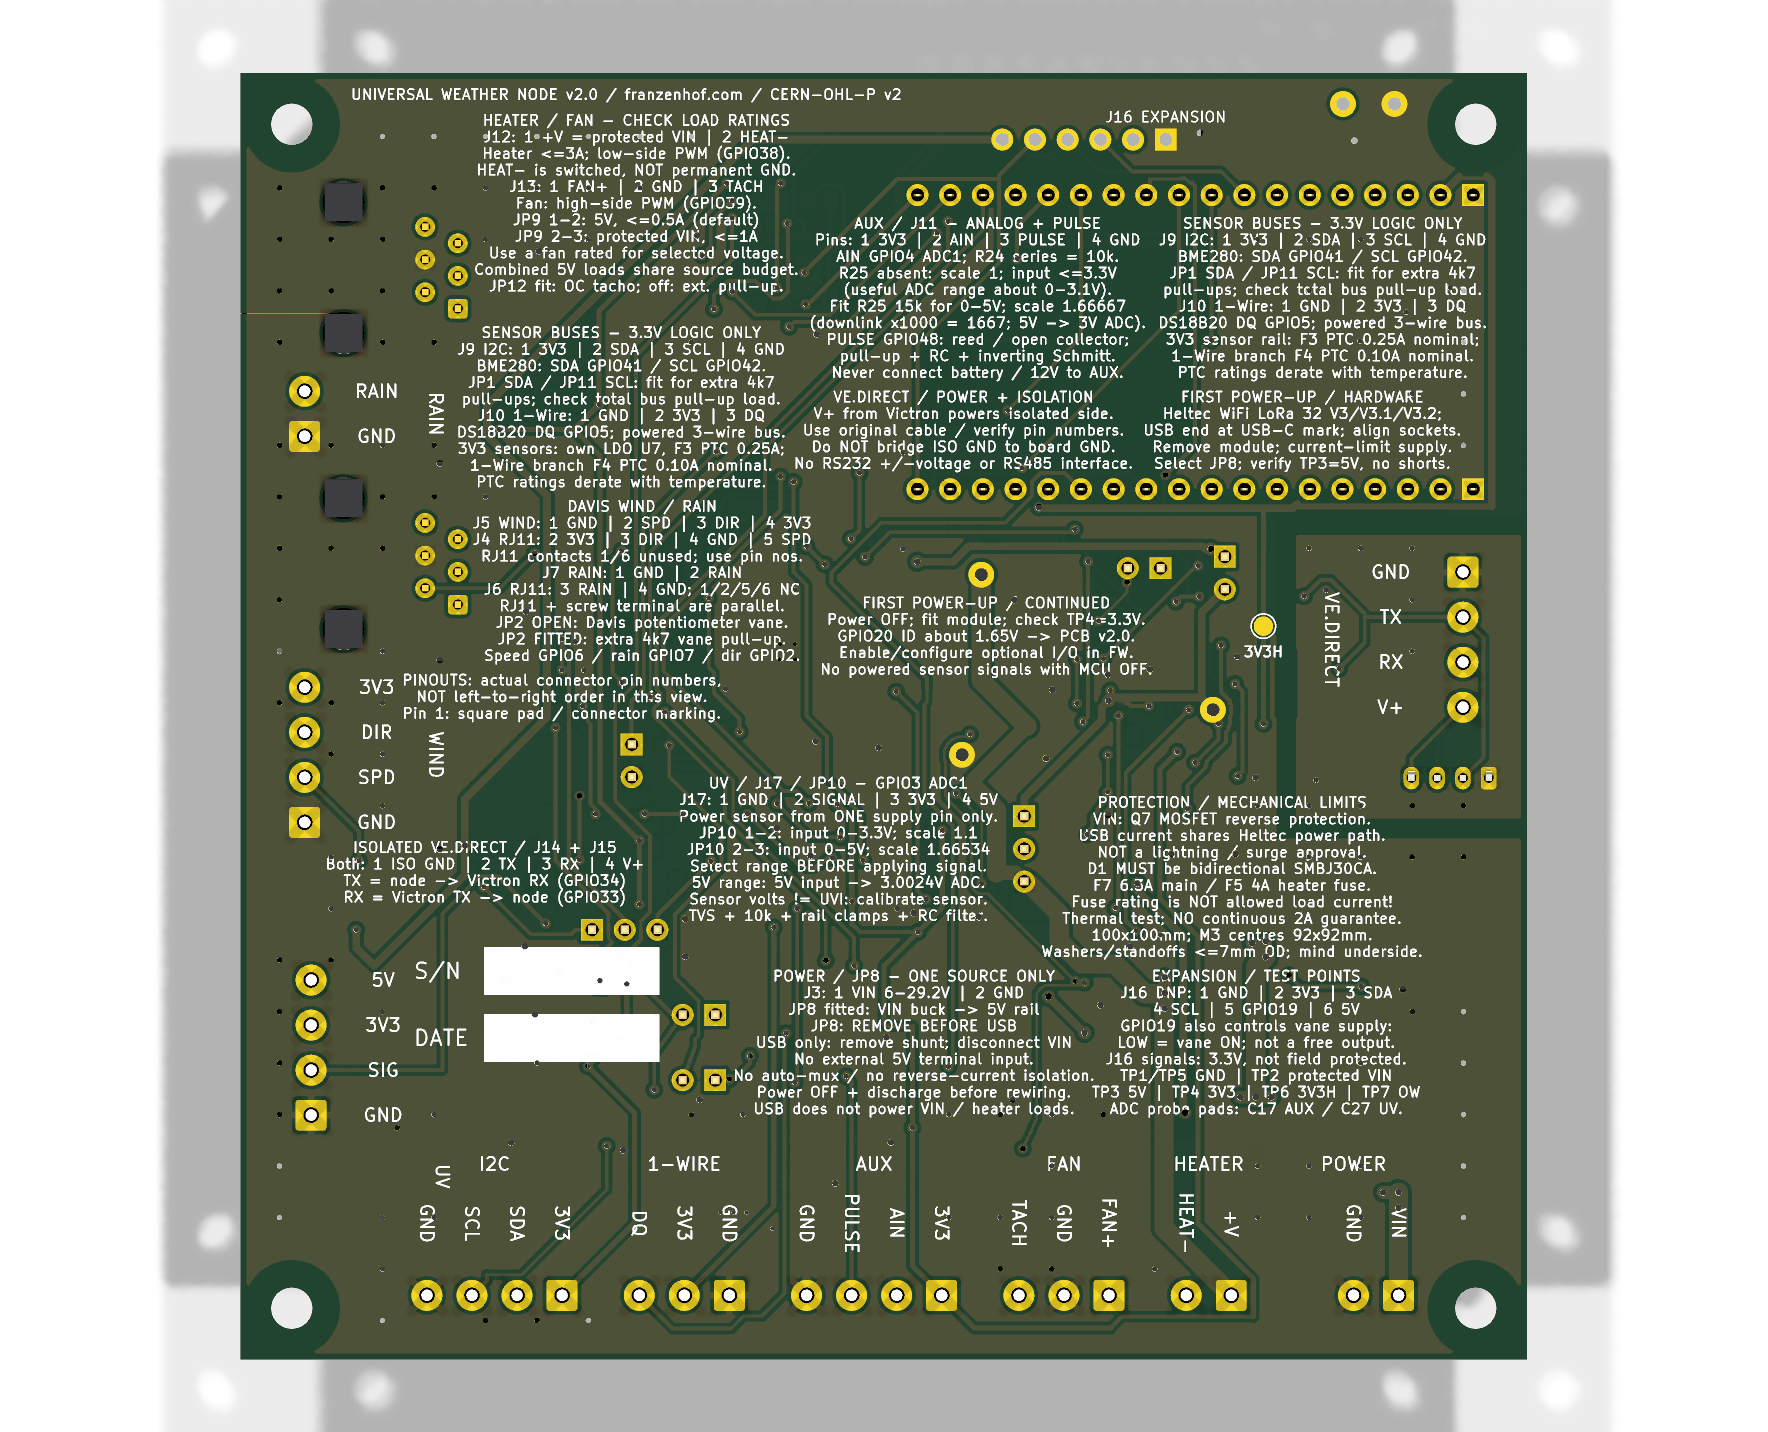 UNIVERSAL WEATHER NODE v2.0 / franzenhof.com / CERN-OHL-P v2
HEATER / FAN - CHECK LOAD RATINGS
J12: 1 +V = protected VIN | 2 HEAT-
Heater <=3A; low-side PWM (GPIO38).
HEAT- is switched, NOT permanent GND.
J13: 1 FAN+ | 2 GND | 3 TACH
Fan: high-side PWM (GPIO39).
JP9 1-2: 5V, <=0.5A (default)
JP9 2-3: protected VIN, <=1A
Use a fan rated for selected voltage.
Combined 5V loads share source budget.
JP12 fit: OC tacho; off: ext. pull-up.
J16 EXPANSION
SENSOR BUSES - 3.3V LOGIC ONLY
J9 I2C: 1 3V3 | 2 SDA | 3 SCL | 4 GND
BME280: SDA GPIO41 / SCL GPIO42.
JP1 SDA / JP11 SCL: fit for extra 4k7
pull-ups; check total bus pull-up load.
J10 1-Wire: 1 GND | 2 3V3 | 3 DQ
DS18B20 DQ GPIO5; powered 3-wire bus.
3V3 sensors: own LDO U7, F3 PTC 0.25A;
1-Wire branch F4 PTC 0.10A nominal.
PTC ratings derate with temperature.
AUX / J11 - ANALOG + PULSE
Pins: 1 3V3 | 2 AIN | 3 PULSE | 4 GND
AIN GPIO4 ADC1; R24 series = 10k.
R25 absent: scale 1; input <=3.3V
(useful ADC range about 0-3.1V).
Fit R25 15k for 0-5V; scale 1.66667
(downlink x1000 = 1667; 5V -> 3V ADC).
PULSE GPIO48: reed / open collector;
pull-up + RC + inverting Schmitt.
Never connect battery / 12V to AUX.
SENSOR BUSES - 3.3V LOGIC ONLY
J9 I2C: 1 3V3 | 2 SDA | 3 SCL | 4 GND
BME280: SDA GPIO41 / SCL GPIO42.
JP1 SDA / JP11 SCL: fit for extra 4k7
pull-ups; check total bus pull-up load.
J10 1-Wire: 1 GND | 2 3V3 | 3 DQ
DS18B20 DQ GPIO5; powered 3-wire bus.
3V3 sensor rail: F3 PTC 0.25A nominal;
1-Wire branch F4 PTC 0.10A nominal.
PTC ratings derate with temperature.
VE.DIRECT / POWER + ISOLATION
V+ from Victron powers isolated side.
Use original cable / verify pin numbers.
Do NOT bridge ISO GND to board GND.
No RS232 +/-voltage or RS485 interface.
FIRST POWER-UP / HARDWARE
Heltec WiFi LoRa 32 V3/V3.1/V3.2;
USB end at USB-C mark; align sockets.
Remove module; current-limit supply.
Select JP8; verify TP3=5V, no shorts.
RAIN
GND
RAIN
DAVIS WIND / RAIN
J5 WIND: 1 GND | 2 SPD | 3 DIR | 4 3V3
J4 RJ11: 2 3V3 | 3 DIR | 4 GND | 5 SPD
RJ11 contacts 1/6 unused; use pin nos.
J7 RAIN: 1 GND | 2 RAIN
J6 RJ11: 3 RAIN | 4 GND; 1/2/5/6 NC
RJ11 + screw terminal are parallel.
JP2 OPEN: Davis potentiometer vane.
JP2 FITTED: extra 4k7 vane pull-up.
Speed GPIO6 / rain GPIO7 / dir GPIO2.
FIRST POWER-UP / CONTINUED
Power OFF; fit module; check TP4=3.3V.
GPIO20 ID about 1.65V -> PCB v2.0.
Enable/configure optional I/O in FW.
No powered sensor signals with MCU OFF.
3V3H
VE.DIRECT
GND
TX
RX
V+
PINOUTS: actual connector pin numbers,
NOT left-to-right order in this view.
Pin 1: square pad / connector marking.
3V3
DIR
SPD
GND
WIND
UV / J17 / JP10 - GPIO3 ADC1
J17: 1 GND | 2 SIGNAL | 3 3V3 | 4 5V
Power sensor from ONE supply pin only.
JP10 1-2: input 0-3.3V; scale 1.1
JP10 2-3: input 0-5V; scale 1.66534
Select range BEFORE applying signal.
5V range: 5V input -> 3.0024V ADC.
Sensor volts != UVI: calibrate sensor.
TVS + 10k + rail clamps + RC filter.
PROTECTION / MECHANICAL LIMITS
VIN: Q7 MOSFET reverse protection.
USB current shares Heltec power path.
NOT a lightning / surge approval.
D1 MUST be bidirectional SMBJ30CA.
F7 6.3A main / F5 4A heater fuse.
Fuse rating is NOT allowed load current!
Thermal test; NO continuous 2A guarantee.
100x100mm; M3 centres 92x92mm.
Washers/standoffs <=7mm OD; mind underside.
ISOLATED VE.DIRECT / J14 + J15
Both: 1 ISO GND | 2 TX | 3 RX | 4 V+
TX = node -> Victron RX (GPIO34)
RX = Victron TX -> node (GPIO33)
5V
3V3
SIG
GND
S/N
DATE
POWER / JP8 - ONE SOURCE ONLY
J3: 1 VIN 6-29.2V | 2 GND
JP8 fitted: VIN buck -> 5V rail
JP8: REMOVE BEFORE USB
USB only: remove shunt; disconnect VIN
No external 5V terminal input.
No auto-mux / no reverse-current isolation.
Power OFF + discharge before rewiring.
USB does not power VIN / heater loads.
EXPANSION / TEST POINTS
J16 DNP: 1 GND | 2 3V3 | 3 SDA
4 SCL | 5 GPIO19 | 6 5V
GPIO19 also controls vane supply:
LOW = vane ON; not a free output.
J16 signals: 3.3V, not field protected.
TP1/TP5 GND | TP2 protected VIN
TP3 5V | TP4 3V3 | TP6 3V3H | TP7 OW
ADC probe pads: C17 AUX / C27 UV.
UV
I2C
1-WIRE
AUX
FAN
HEATER
POWER
GND
SCL
SDA
3V3
DQ
3V3
GND
GND
PULSE
AIN
3V3
TACH
GND
FAN+
HEAT-
+V
GND
VIN